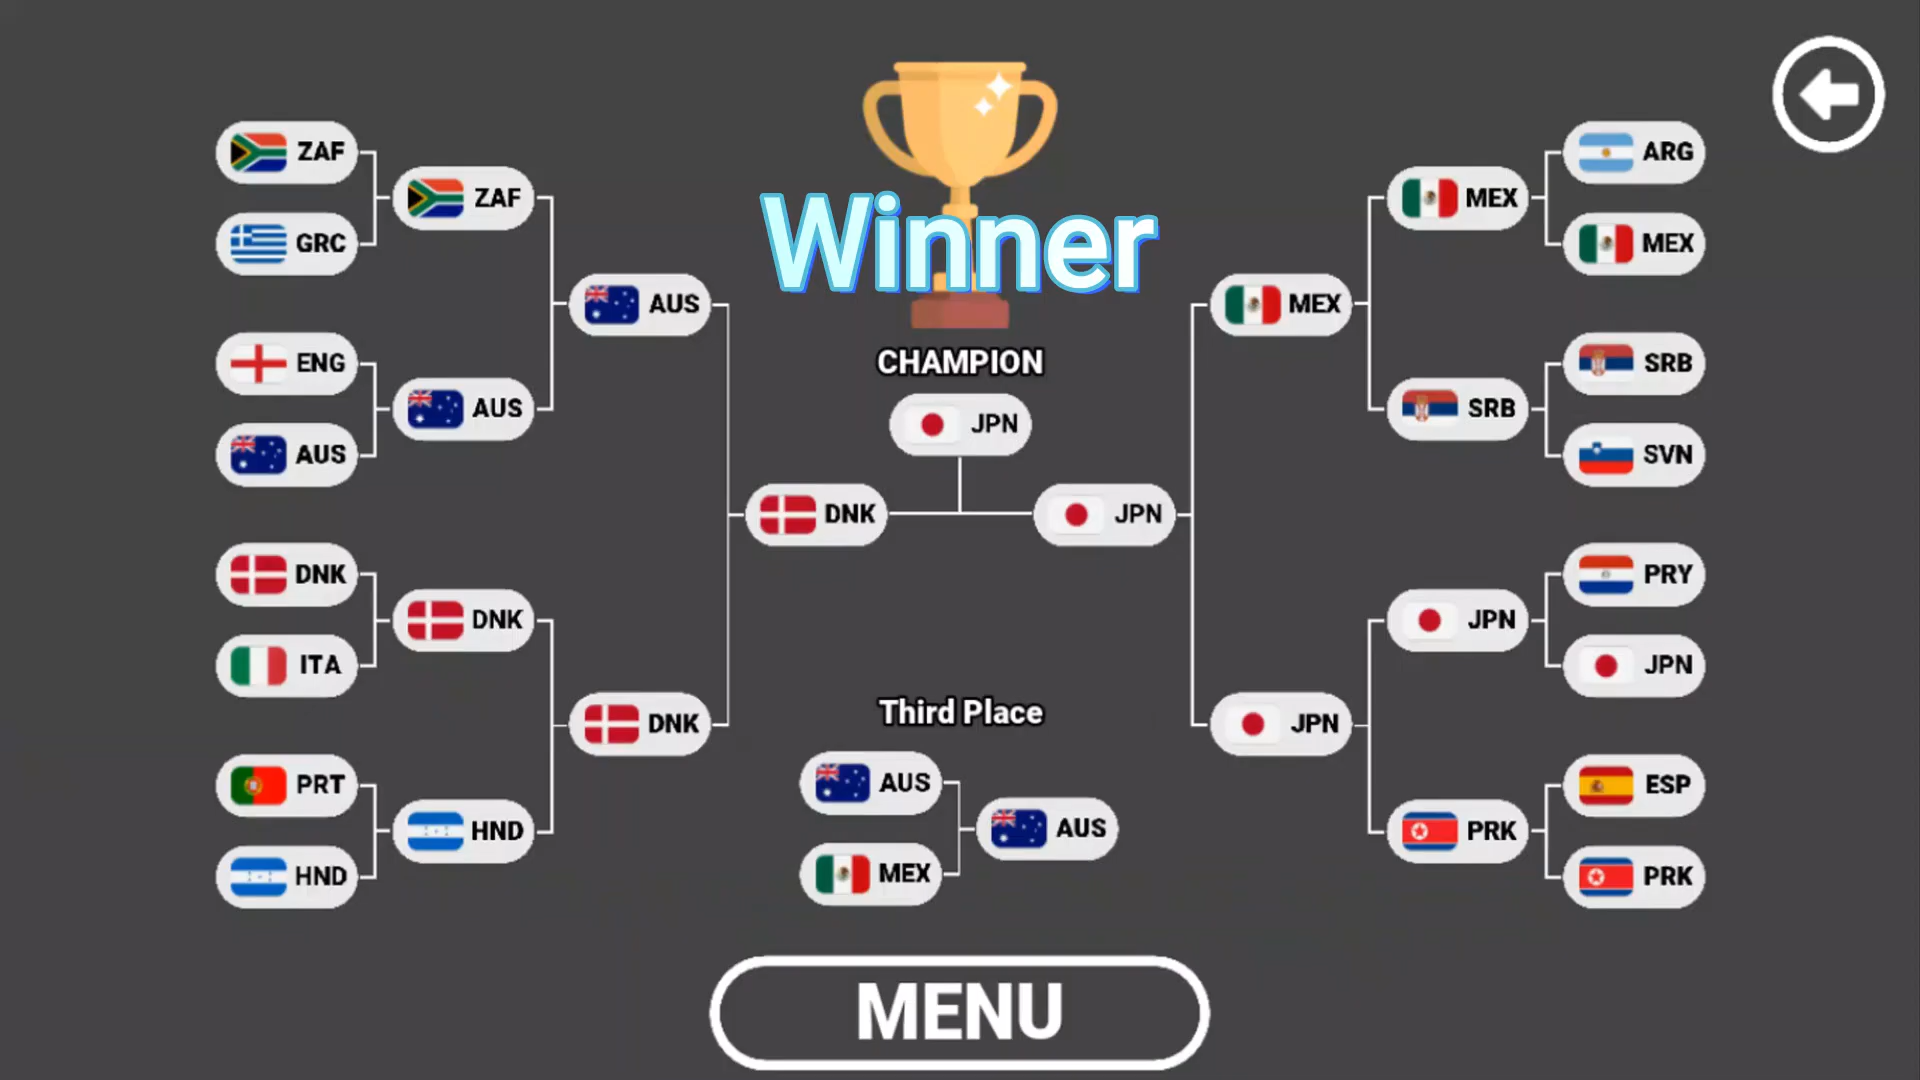 Winner
CHAMPION
JPN
DNK
JPN
ZAF
GRC
ENG
AUS
DNK
ITA
PRT
HND
ZAF
AUS
DNK
HND
AUS
DNK
MEX
JPN
MEX
SRB
JPN
PRK
ARG
MEX
SRB
SVN
PRY
JPN
ESP
PRK
Third Place
AUS
MEX
AUS
MENU